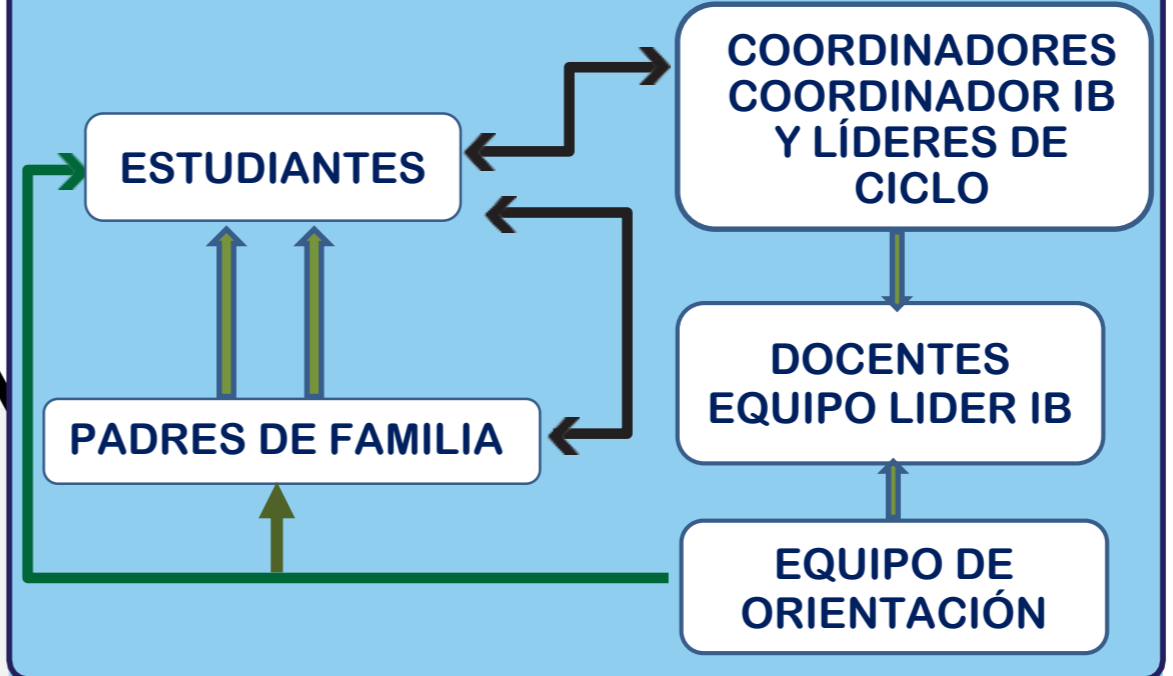 COORDINADORES
COORDINADOR IB
Y LÍDERES DE
CICLO
ESTUDIANTES
DOCENTES
EQUIPO LIDER IB
PADRES DE FAMILIA
EQUIPO DE
ORIENTACIÓN